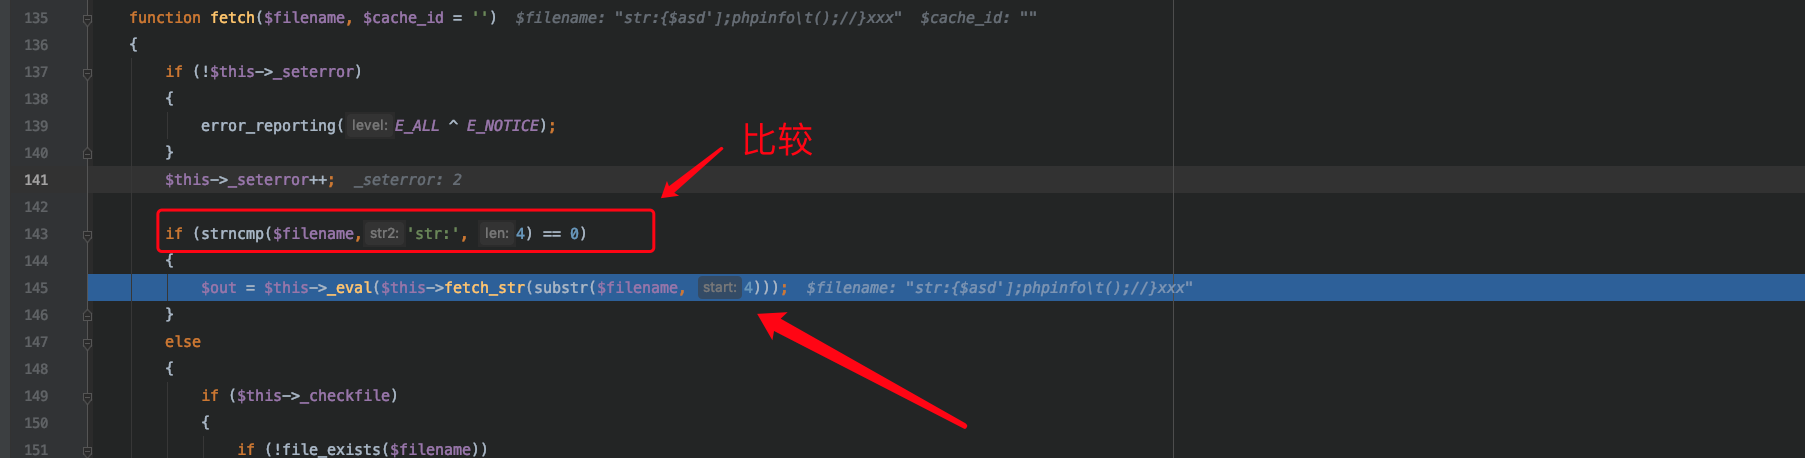 135 function fetch($filename, $cache_id = '') $filename: "str:{$asd'];phpinfo\t();//}xxx" $cache_id: ""
136 {
137 if (!$this->_seterror)
138 {
139 error_reporting( level: E_ALL ^ E_NOTICE);
140 }
比较
141 $this->_seterror++; _seterror: 2
142
143 if (strncmp($filename, str2: 'str:', len: 4) == 0)
144 {
145 $out = $this->_eval($this->fetch_str(substr($filename, start: 4))); $filename: "str:{$asd'];phpinfo\t();//}xxx"
146 }
147 else
148 {
149 if ($this->_checkfile)
150 {
151 if (!file_exists($filename))